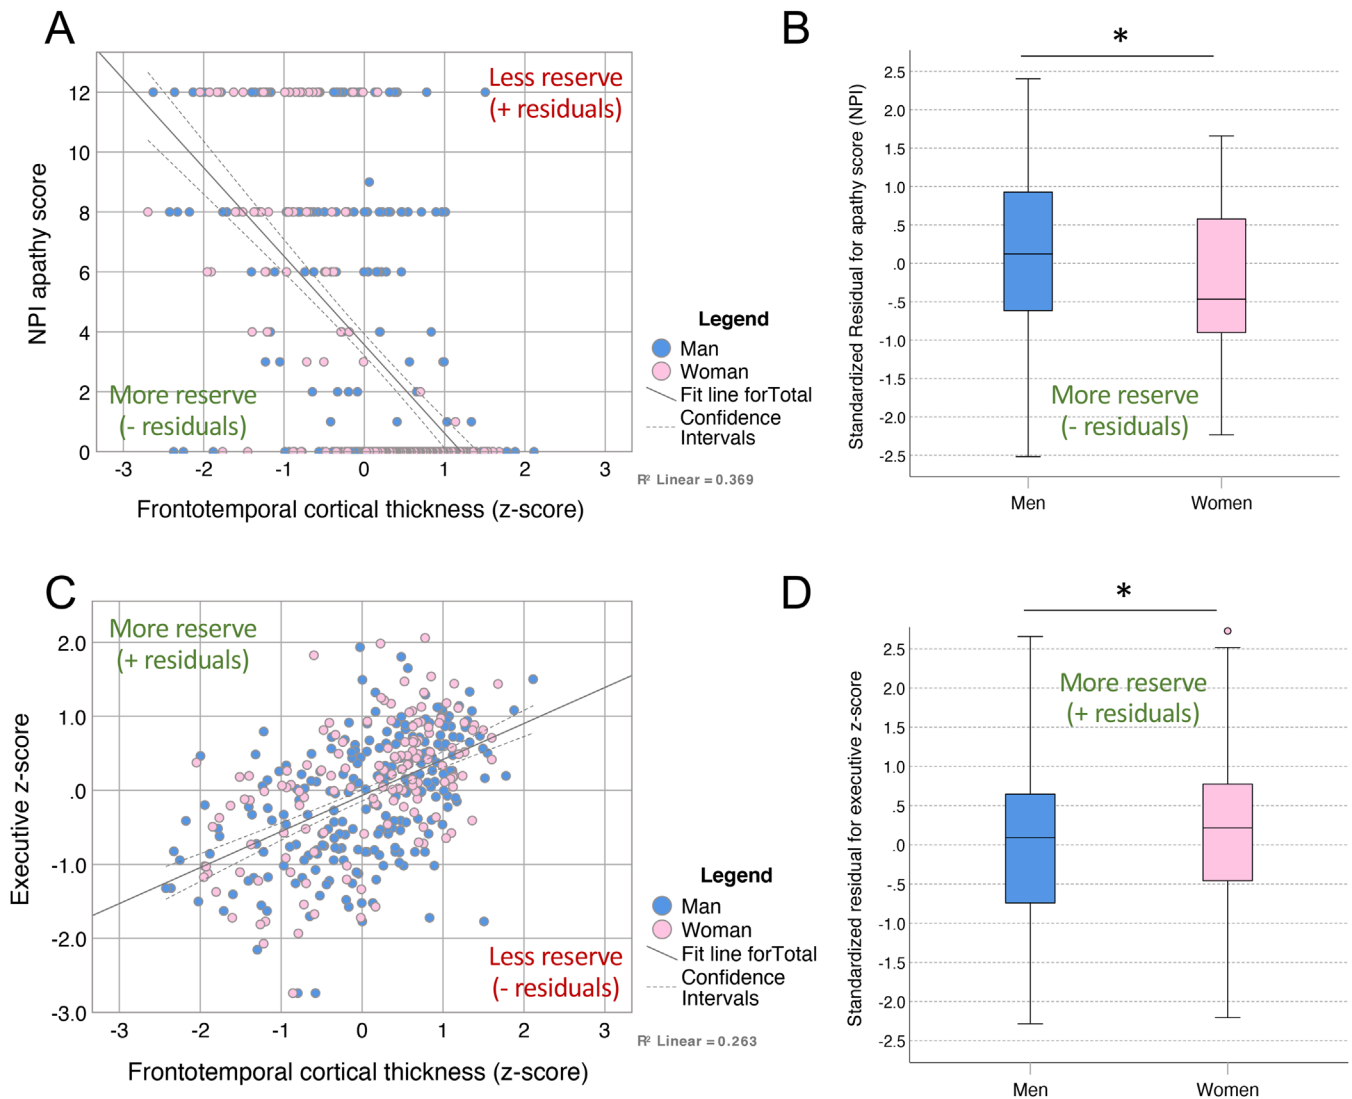 A
Less reserve
(+ residuals)
NPI apathy score
12
10
8
6
4
2
0
More reserve
(- residuals)
-3
-2
-1
0
1
2
3
Frontotemporal cortical thickness (z-score)
Legend
Man
Woman
Fit line forTotal
Confidence
Intervals
R² Linear = 0.369
B
*
Standardized Residual for apathy score (NPI)
2.5
2.0
1.5
1.0
.5
.0
-.5
-1.0
-1.5
-2.0
-2.5
More reserve
(- residuals)
Men
Women
C
More reserve
(+ residuals)
Executive z-score
2.0
1.0
.0
-1.0
-2.0
-3.0
Less reserve
(- residuals)
-3
-2
-1
0
1
2
3
Frontotemporal cortical thickness (z-score)
Legend
Man
Woman
Fit line forTotal
Confidence
Intervals
R² Linear = 0.263
D
*
Standardized residual for executive z-score
2.5
2.0
1.5
1.0
.5
.0
-.5
-1.0
-1.5
-2.0
-2.5
More reserve
(+ residuals)
Men
Women